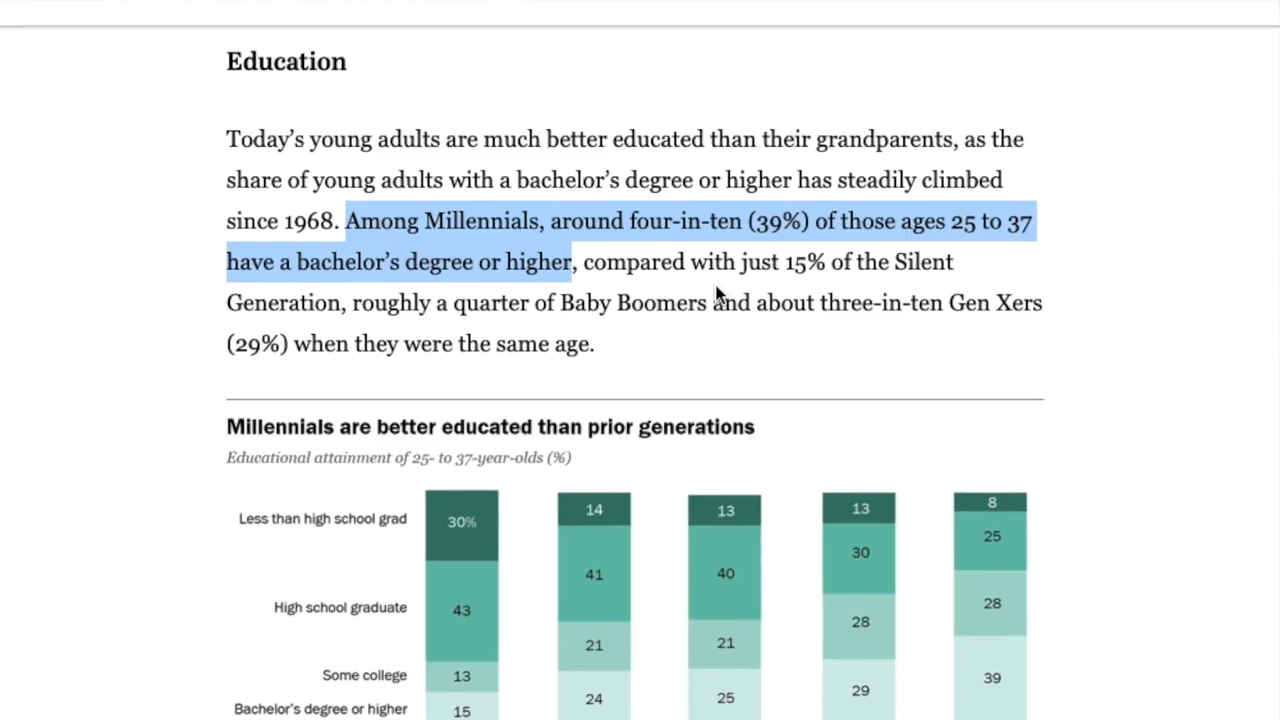 Education
Today’s young adults are much better educated than their grandparents, as the
share of young adults with a bachelor’s degree or higher has steadily climbed
since 1968. Among Millennials, around four-in-ten (39%) of those ages 25 to 37
have a bachelor’s degree or higher, compared with just 15% of the Silent
Generation, roughly a quarter of Baby Boomers and about three-in-ten Gen Xers
(29%) when they were the same age.
Millennials are better educated than prior generations
Educational attainment of 25- to 37-year-olds (%)
Less than high school grad 30% 14 13 13 8
High school graduate 43 41 40 30 25
Some college 13 21 21 28 28
Bachelor’s degree or higher 15 24 25 29 39